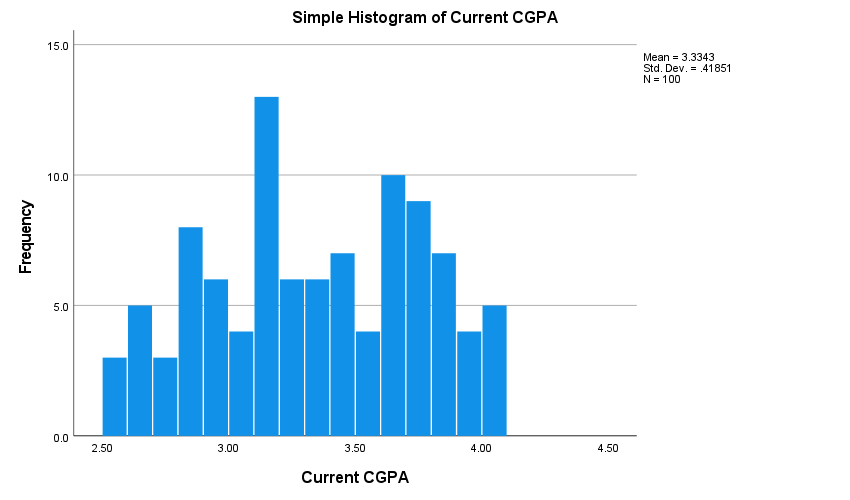 Simple Histogram of Current CGPA
15.0
10.0
5.0
0.0
Frequency
2.50 3.00 3.50 4.00 4.50
Current CGPA
Mean = 3.3343
Std. Dev. = .41851
N = 100